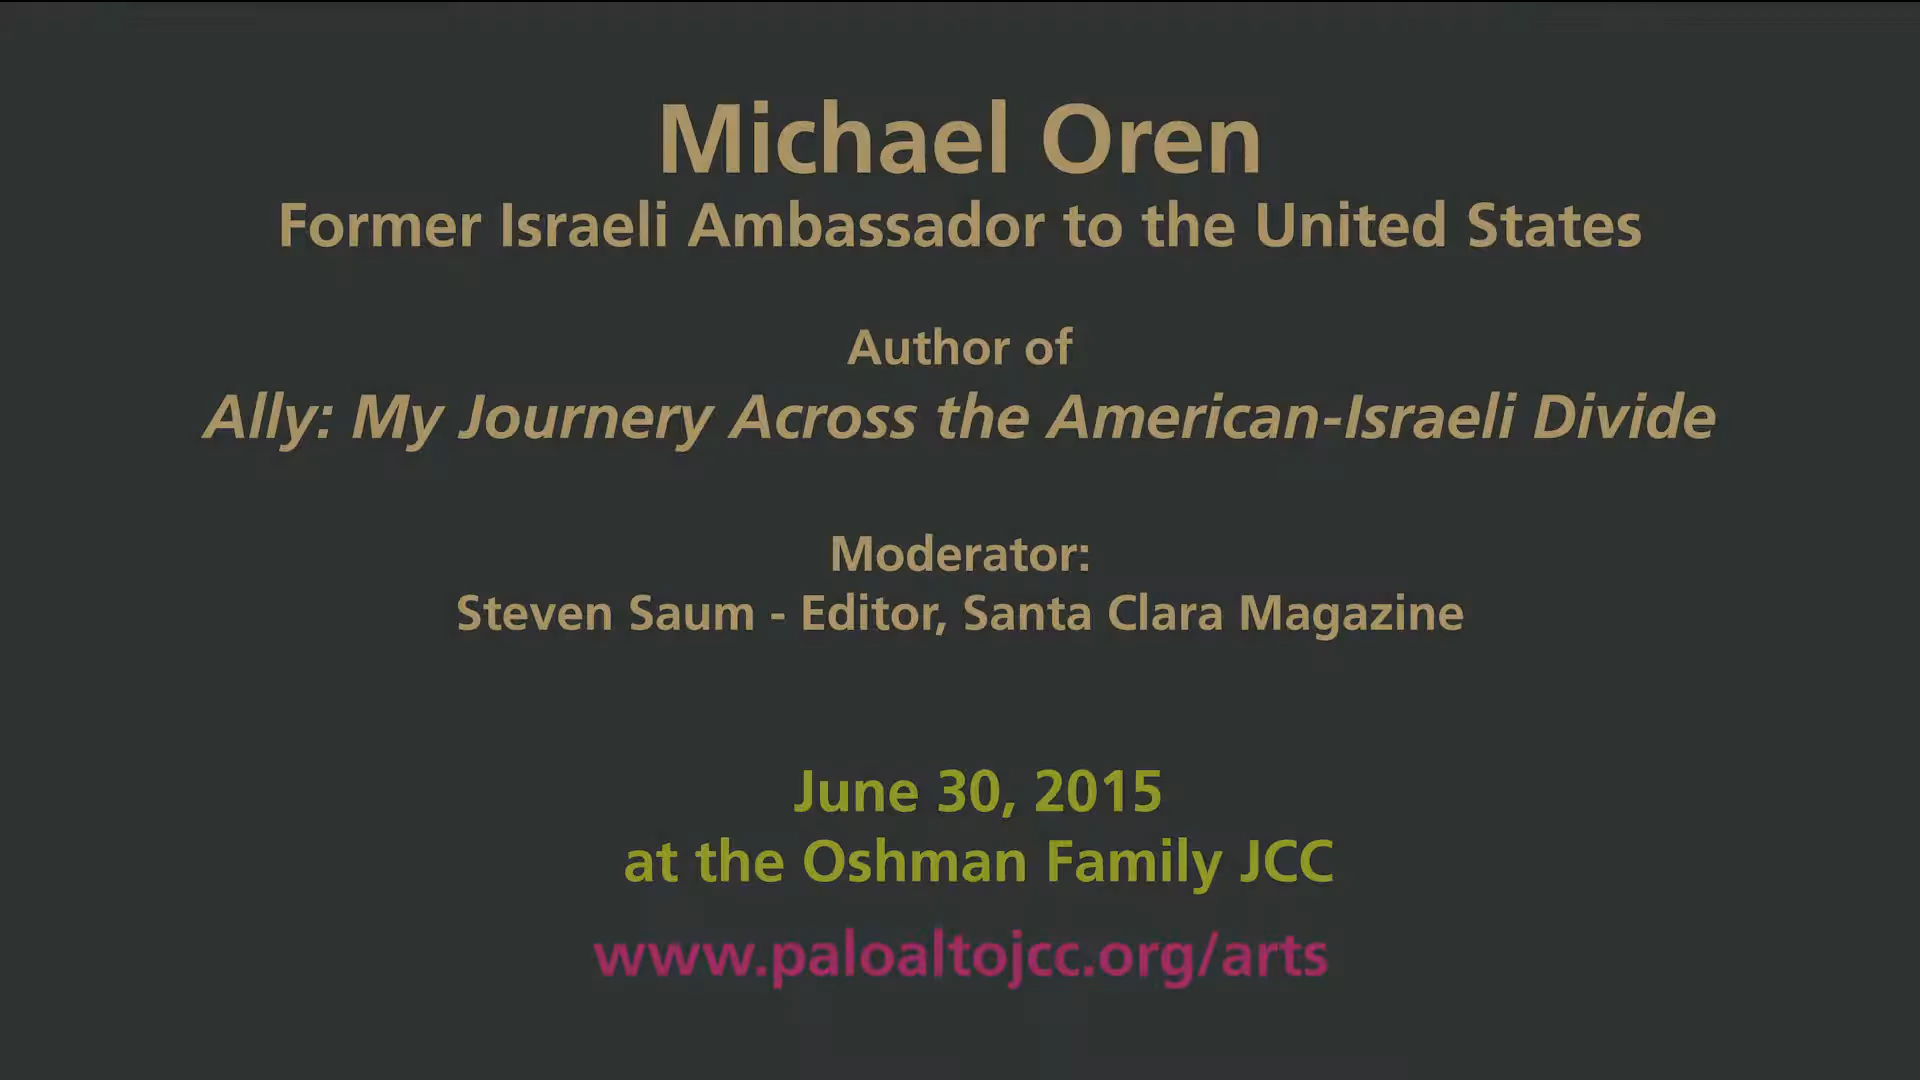 Michael Oren
Former Israeli Ambassador to the United States
Author of
Ally: My Journery Across the American-Israeli Divide
Moderator:
Steven Saum - Editor, Santa Clara Magazine
June 30, 2015
at the Oshman Family JCC
www.paloaltojcc.org/arts